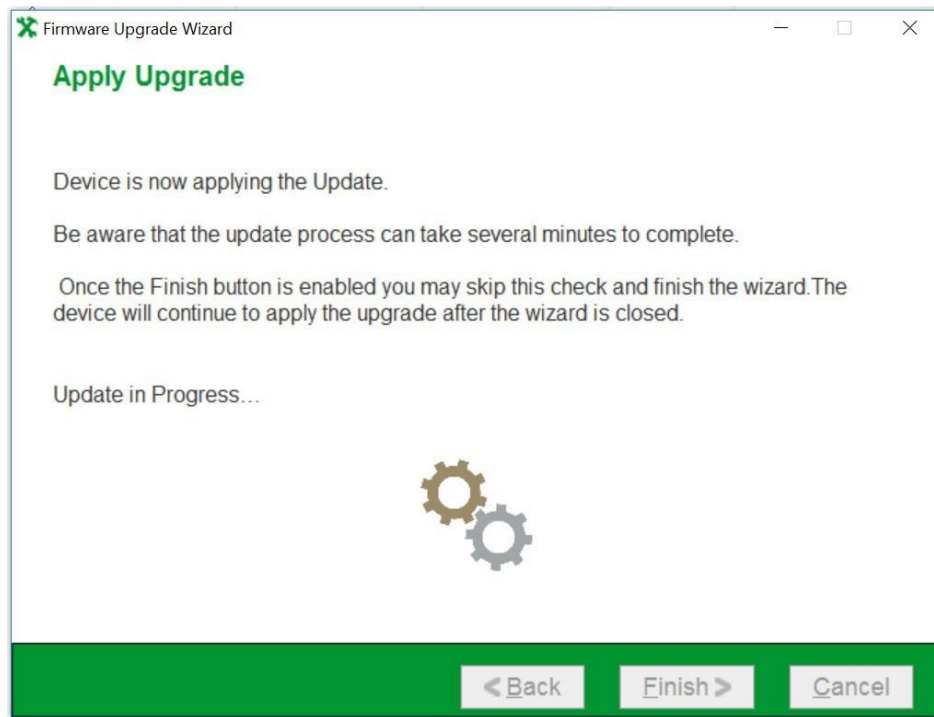 Firmware Upgrade Wizard
Apply Upgrade
Device is now applying the Update.
Be aware that the update process can take several minutes to complete.
Once the Finish button is enabled you may skip this check and finish the wizard.The
device will continue to apply the upgrade after the wizard is closed.
Update in Progress...
< Back Finish > Cancel